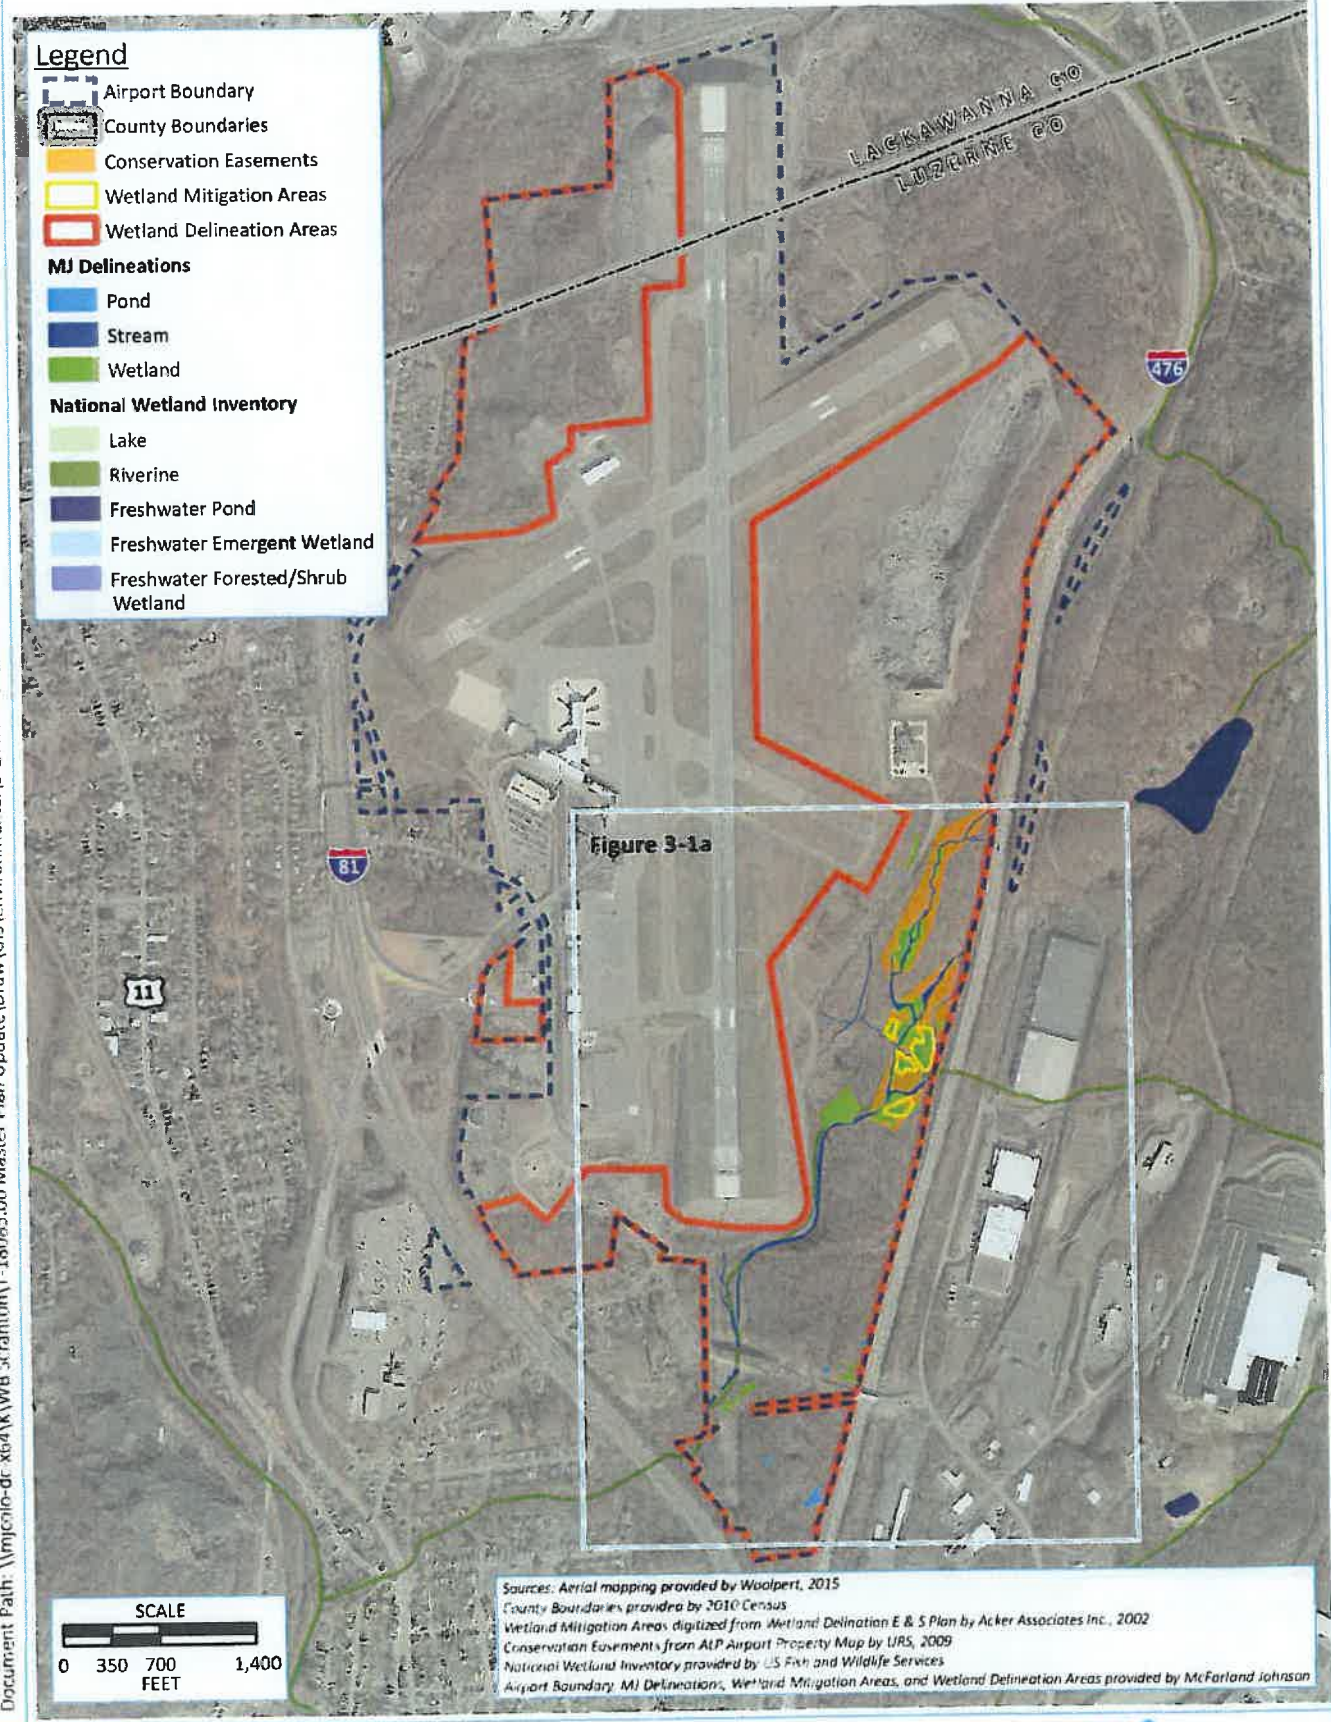 Legend
Airport Boundary
County Boundaries
Conservation Easements
Wetland Mitigation Areas
Wetland Delineation Areas
MJ Delineations
Pond
Stream
Wetland
National Wetland Inventory
Lake
Riverine
Freshwater Pond
Freshwater Emergent Wetland
Freshwater Forested/Shrub
Wetland
LACKAWANNA CO
LUZERNE CO
476
Figure 3-1a
81
11
SCALE
0 350 700 1,400
FEET
Sources: Aerial mapping provided by Woolpert, 2015
County Boundaries provided by 2010 Census
Wetland Mitigation Areas digitized from Wetland Delination E & S Plan by Acker Associates Inc., 2002
Conservation Easements from ALP Airport Property Map by URS, 2009
National Wetland Inventory provided by US Fish and Wildlife Services
Airport Boundary, MJ Delineations, Wetland Mitigation Areas, and Wetland Delineation Areas provided by McFarland Johnson
Document Path: